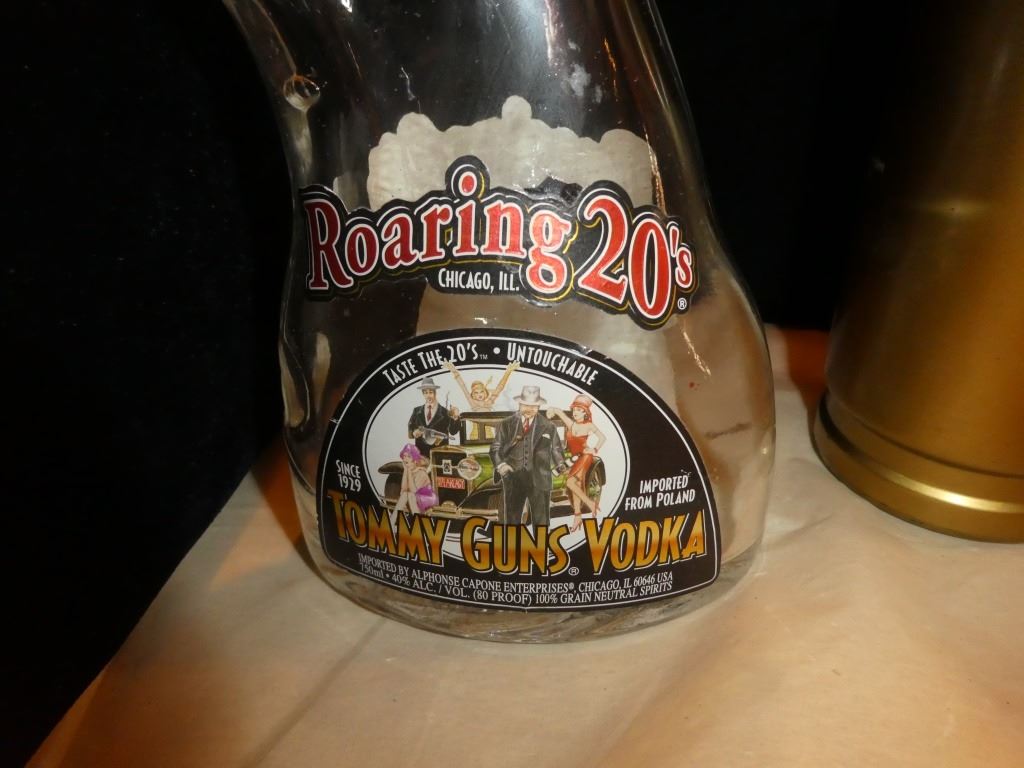 Roaring 20's
CHICAGO, ILL.
®
TASTE THE 20'S ™ • UNTOUCHABLE
SINCE
1929
IMPORTED
FROM POLAND
TOMMY GUNS® VODKA
IMPORTED BY ALPHONSE CAPONE ENTERPRISES®, CHICAGO, IL 60646 USA
750ml • 40% ALC. / VOL. (80 PROOF) 100% GRAIN NEUTRAL SPIRITS